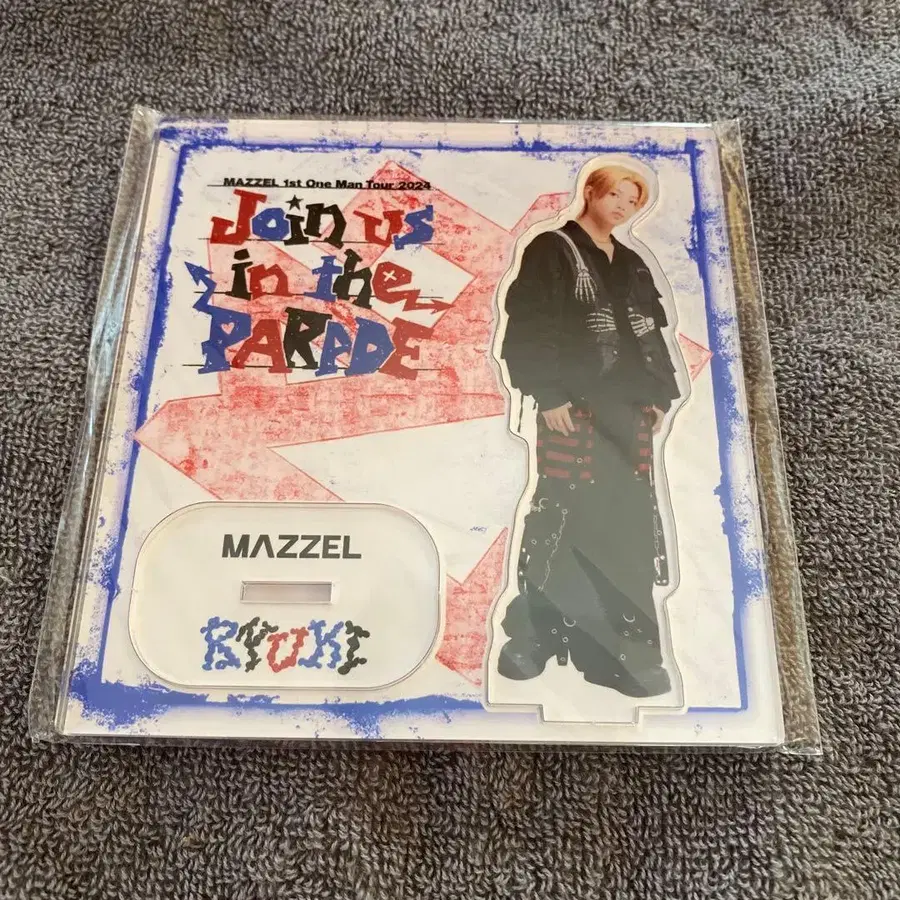 MAZZEL 1st One Man Tour 2024
Join us
in the
PARADE
MAZZEL
RYUKI